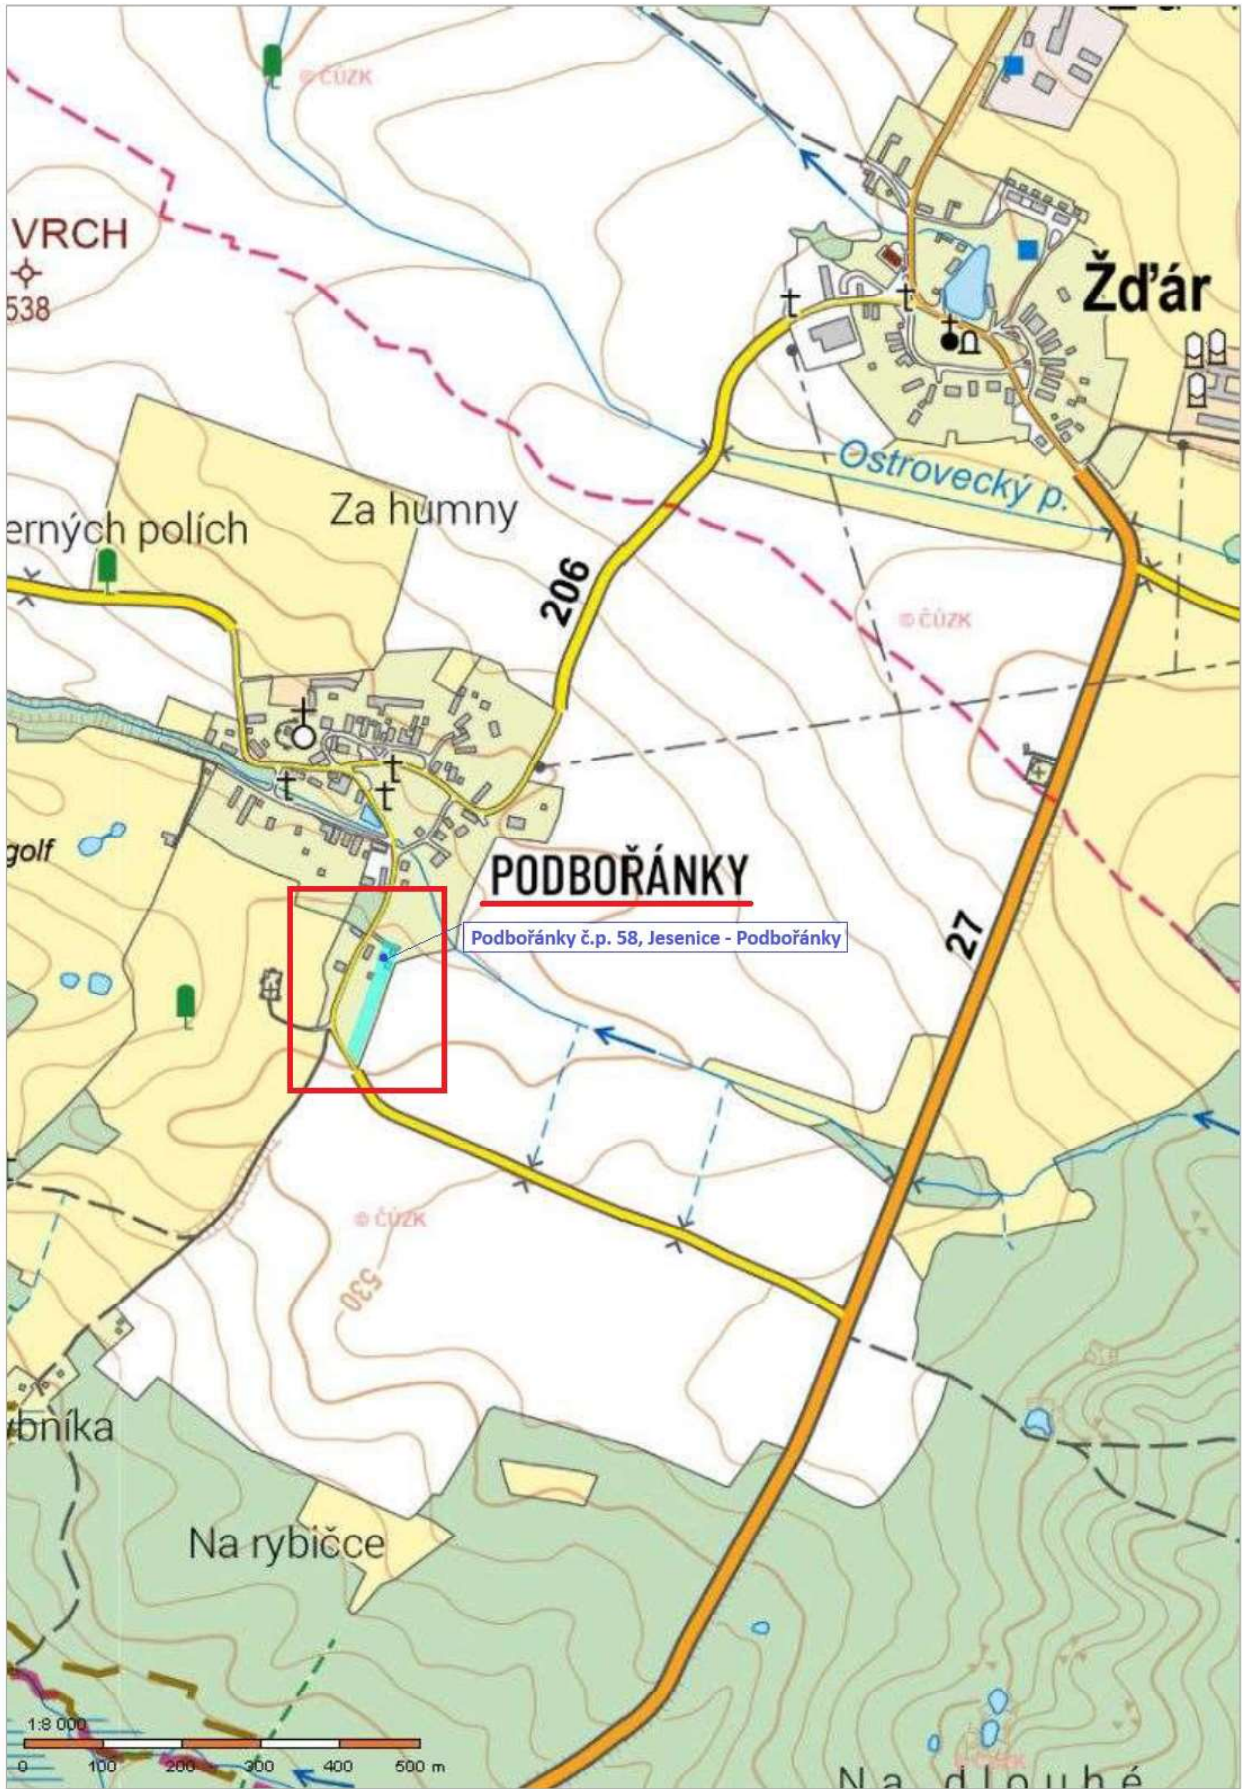 © ČÚZK
VRCH
538
Žďár
Ostrovecký p.
Za humny
erných polích
206
© ČÚZK
golf
PODBOŘÁNKY
27
Podbořánky č.p. 58, Jesenice - Podbořánky
© ČÚZK
530
bníka
Na rybičce
1:8 000
0 100 200 300 400 500 m
Na dlouhé